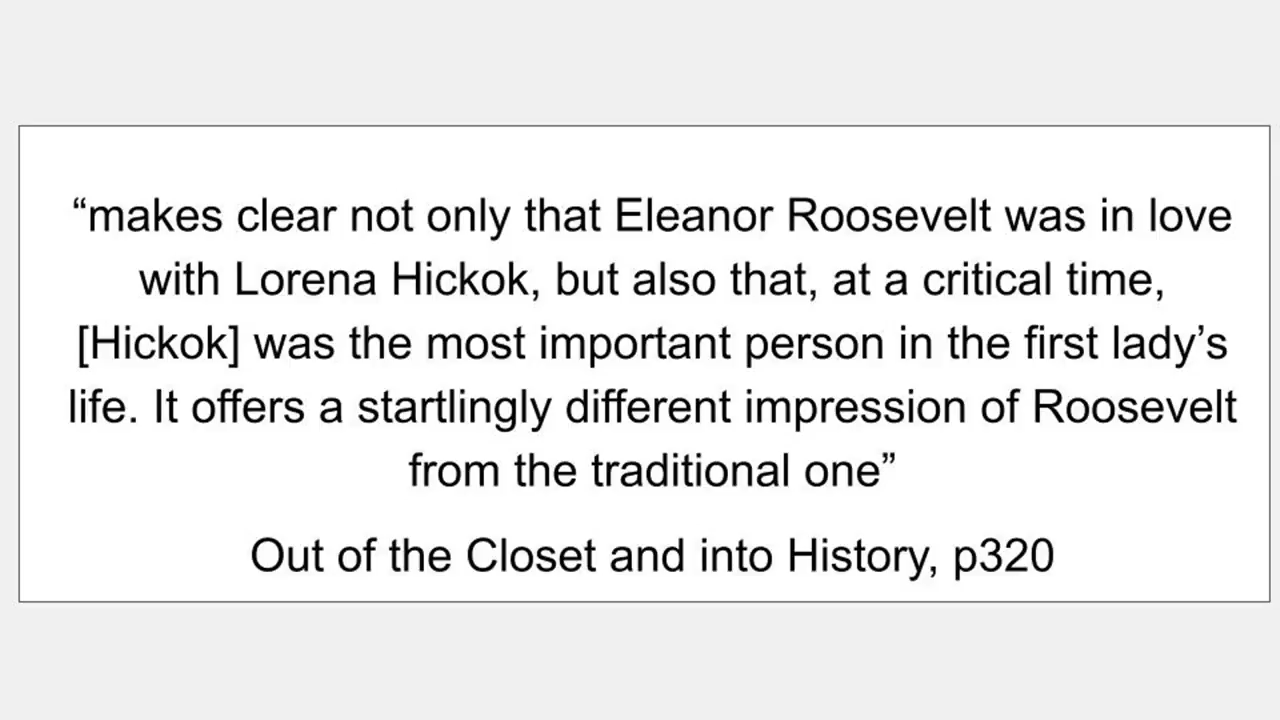 “makes clear not only that Eleanor Roosevelt was in love
with Lorena Hickok, but also that, at a critical time,
[Hickok] was the most important person in the first lady’s
life. It offers a startlingly different impression of Roosevelt
from the traditional one”
Out of the Closet and into History, p320